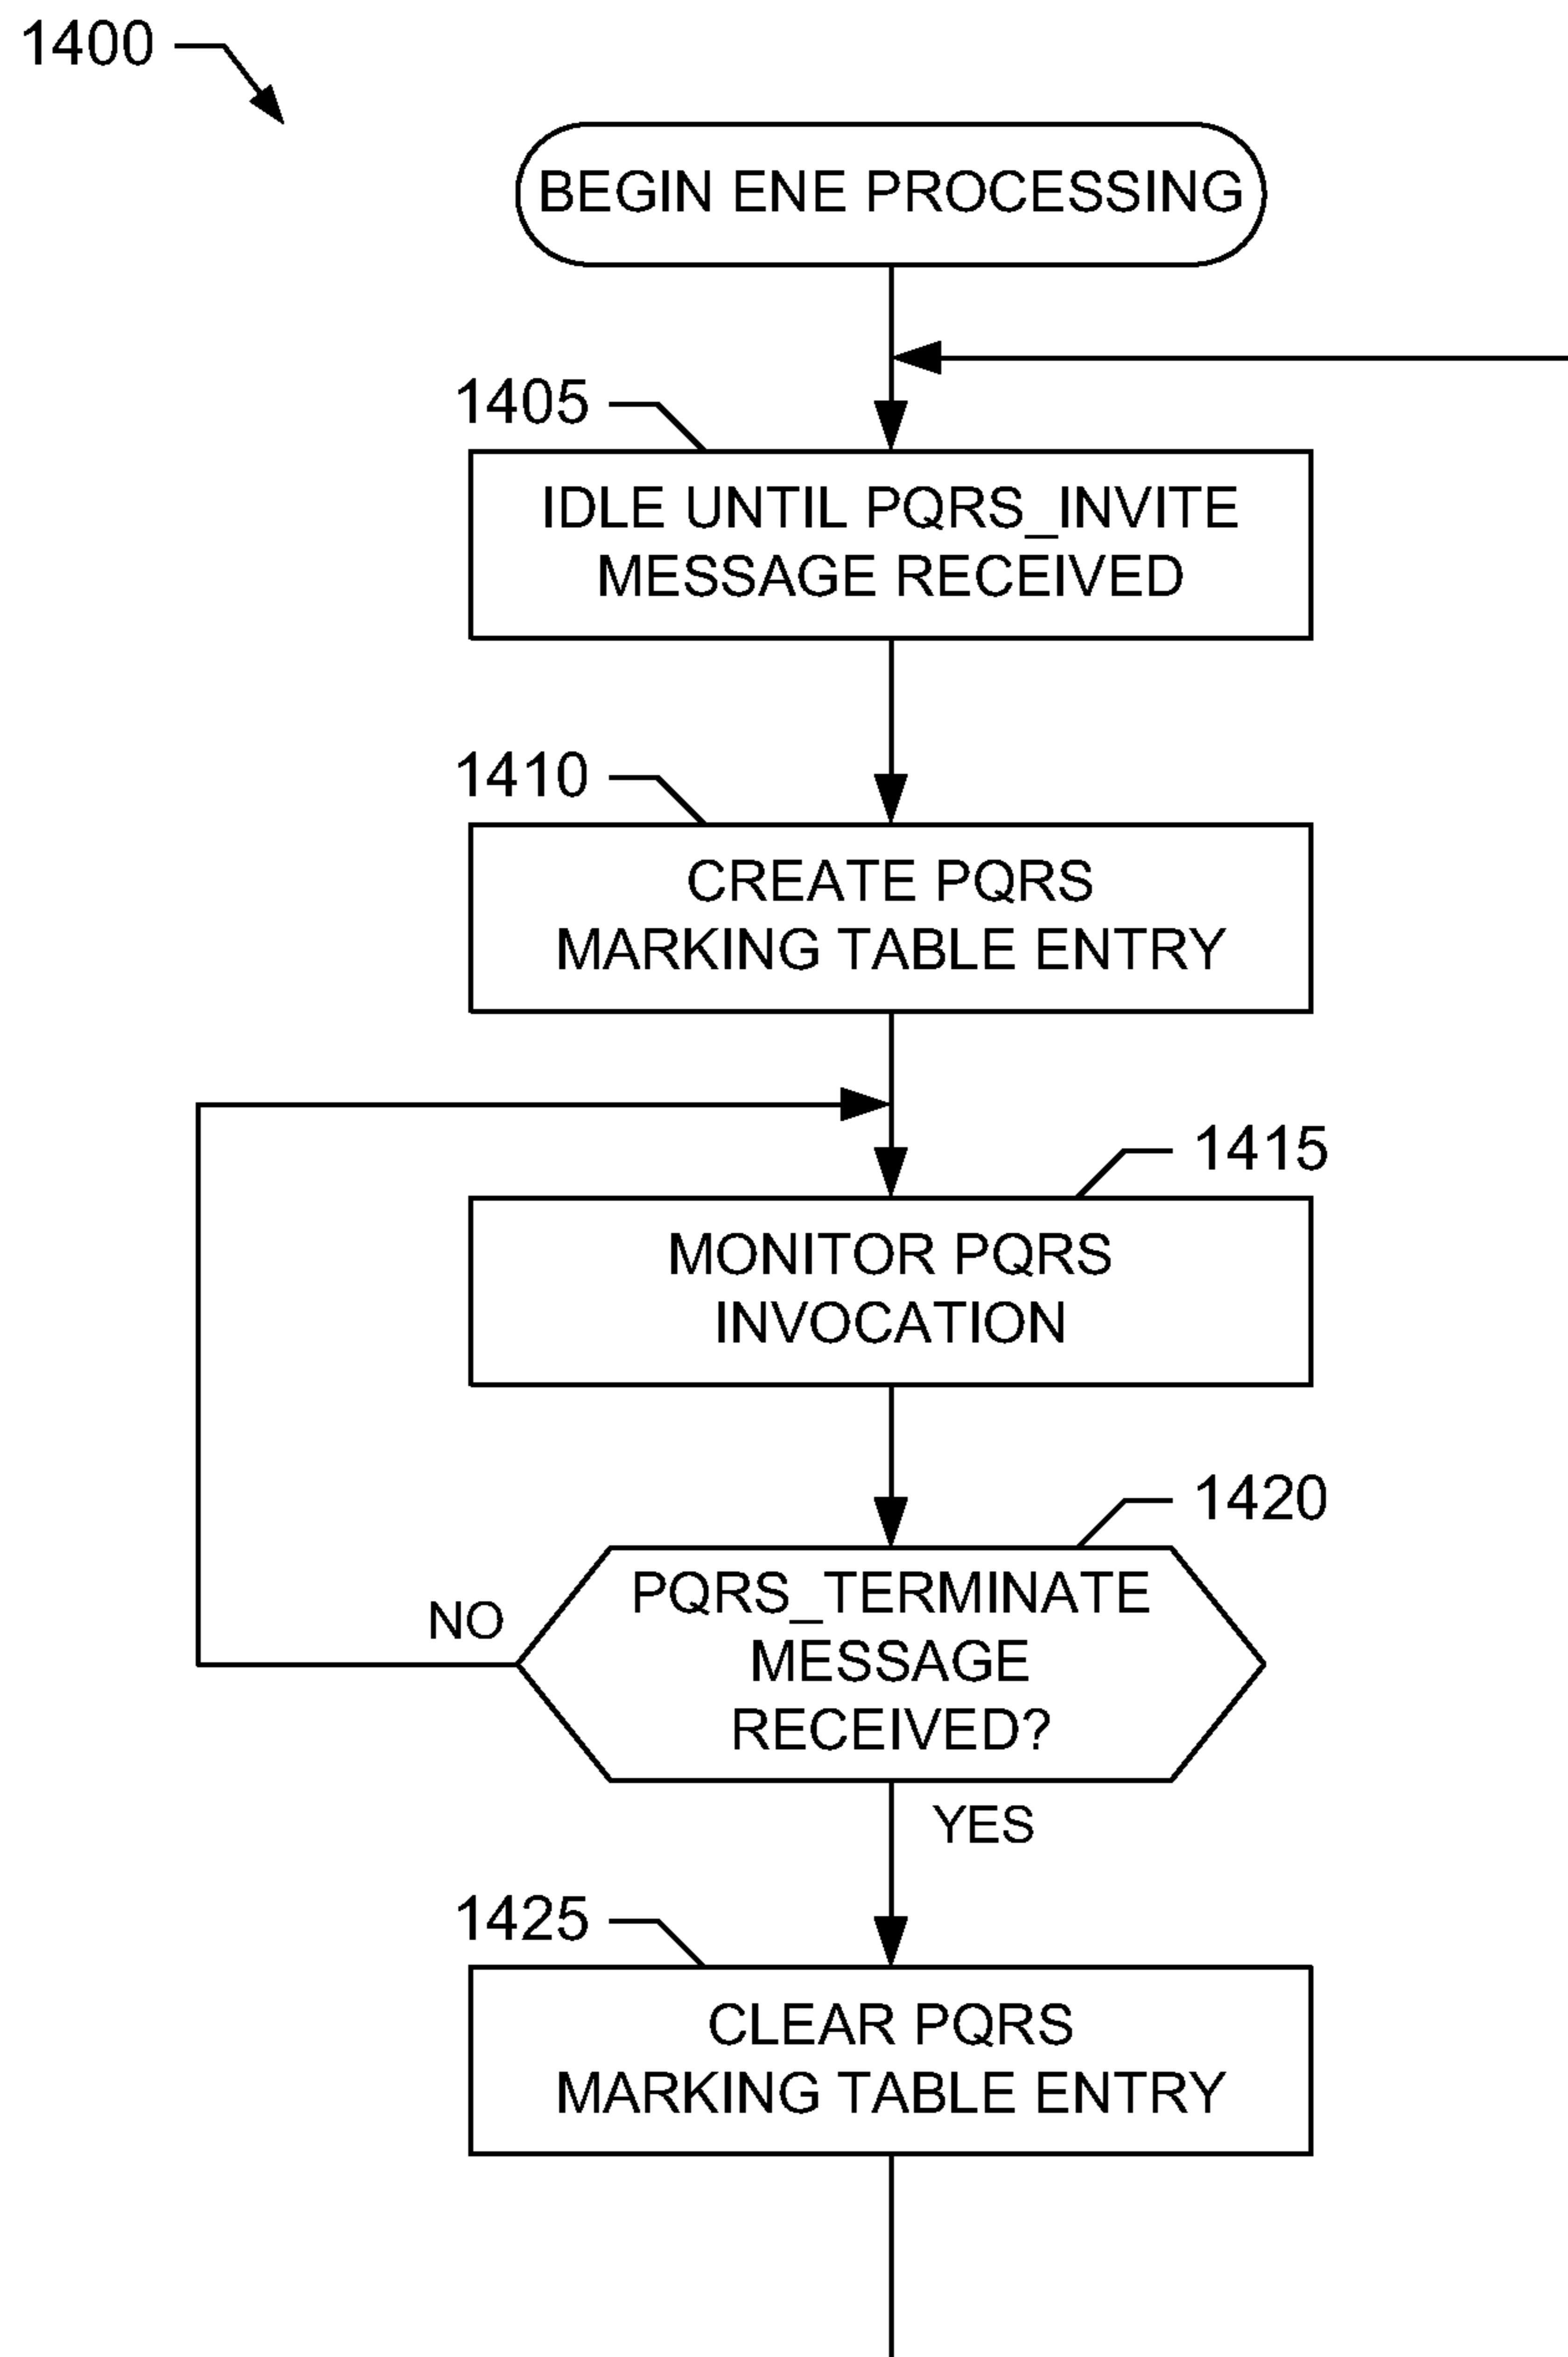 1400
BEGIN ENE PROCESSING
1405
IDLE UNTIL PQRS_INVITE
MESSAGE RECEIVED
1410
CREATE PQRS
MARKING TABLE ENTRY
1415
MONITOR PQRS
INVOCATION
1420
PQRS_TERMINATE
MESSAGE
RECEIVED?
NO
YES
1425
CLEAR PQRS
MARKING TABLE ENTRY